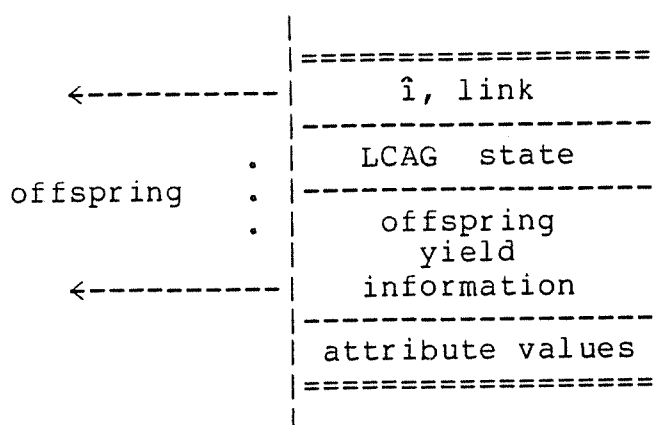 î, link
LCAG state
offspring
offspring
yield
information
attribute values